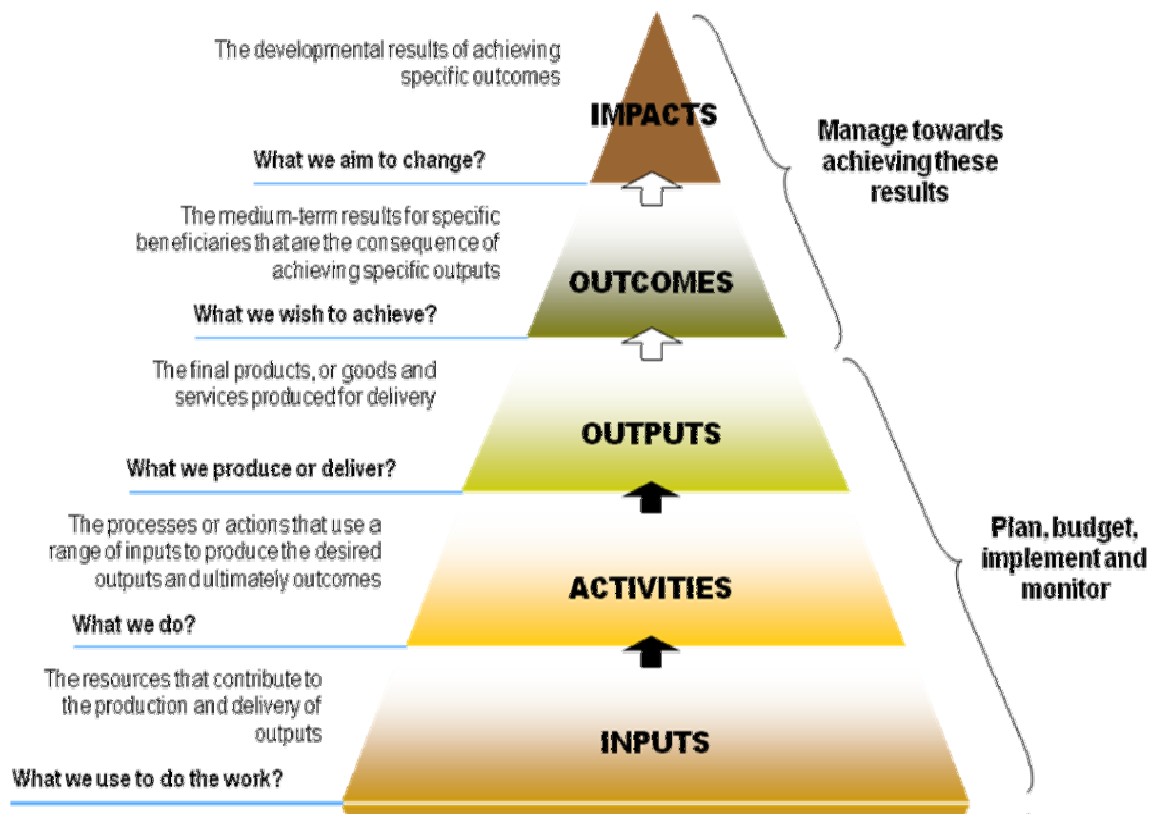 The developmental results of achieving
specific outcomes
IMPACTS
What we aim to change?
Manage towards
achieving these
results
The medium-term results for specific
beneficiaries that are the consequence of
achieving specific outputs
OUTCOMES
What we wish to achieve?
The final products, or goods and
services produced for delivery
OUTPUTS
What we produce or deliver?
The processes or actions that use a
range of inputs to produce the desired
outputs and ultimately outcomes
ACTIVITIES
What we do?
Plan, budget,
implement and
monitor
The resources that contribute to
the production and delivery of
outputs
INPUTS
What we use to do the work?